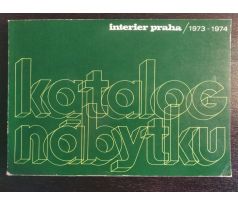 interier praha / 1973 - 1974
katalog
nábytku